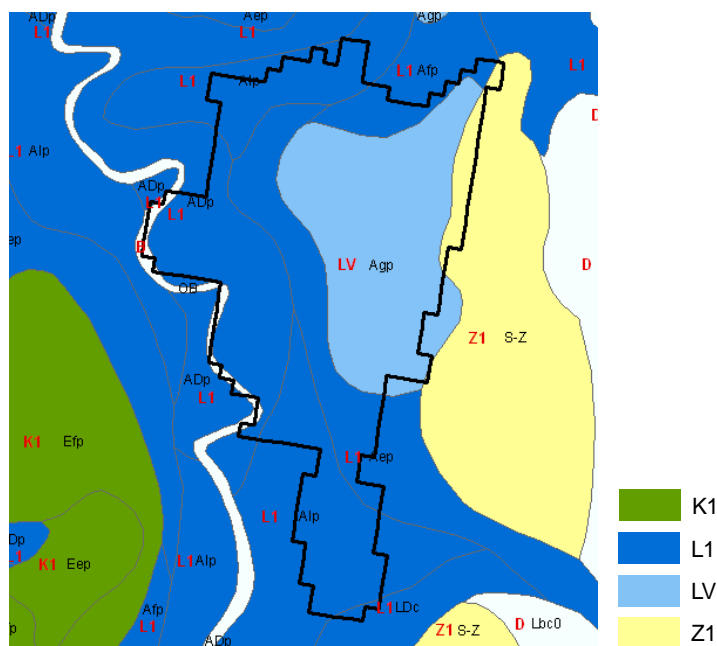 ADp Aep Agp
L1 L1
L1 Alp L1 Afp L1
D
L1 Alp
ADp
L1 ADp
L1
ep B
LV Agp D
OB
Z1 S-Z
ADp
L1
K1 Efp
L1 Aep
L1 Alp
Dp
1
K1 Eep L1 Alp
Afp L1 LDc
fp L1 Z1 S-Z D Lbc0
ADp
K1
L1
LV
Z1